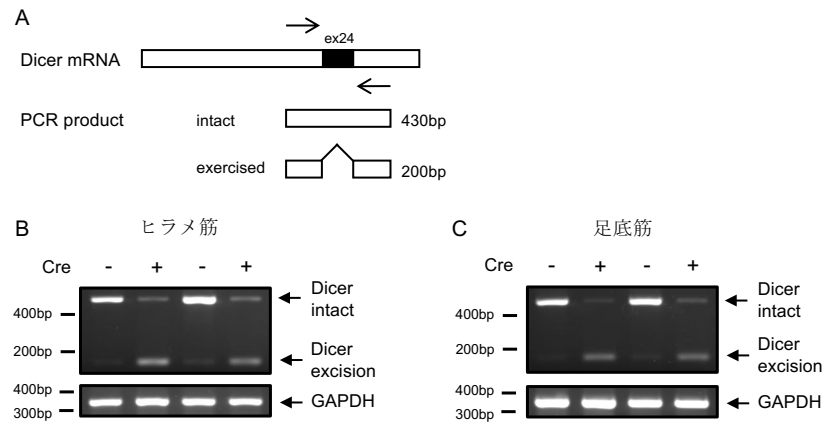 A
ex24
Dicer mRNA
PCR product
intact
430bp
exercised
200bp
B
ヒラメ筋
Cre - + - +
400bp
200bp
400bp
300bp
Dicer
intact
Dicer
excision
GAPDH
C
足底筋
- + - +
400bp
200bp
400bp
300bp
Dicer
intact
Dicer
excision
GAPDH